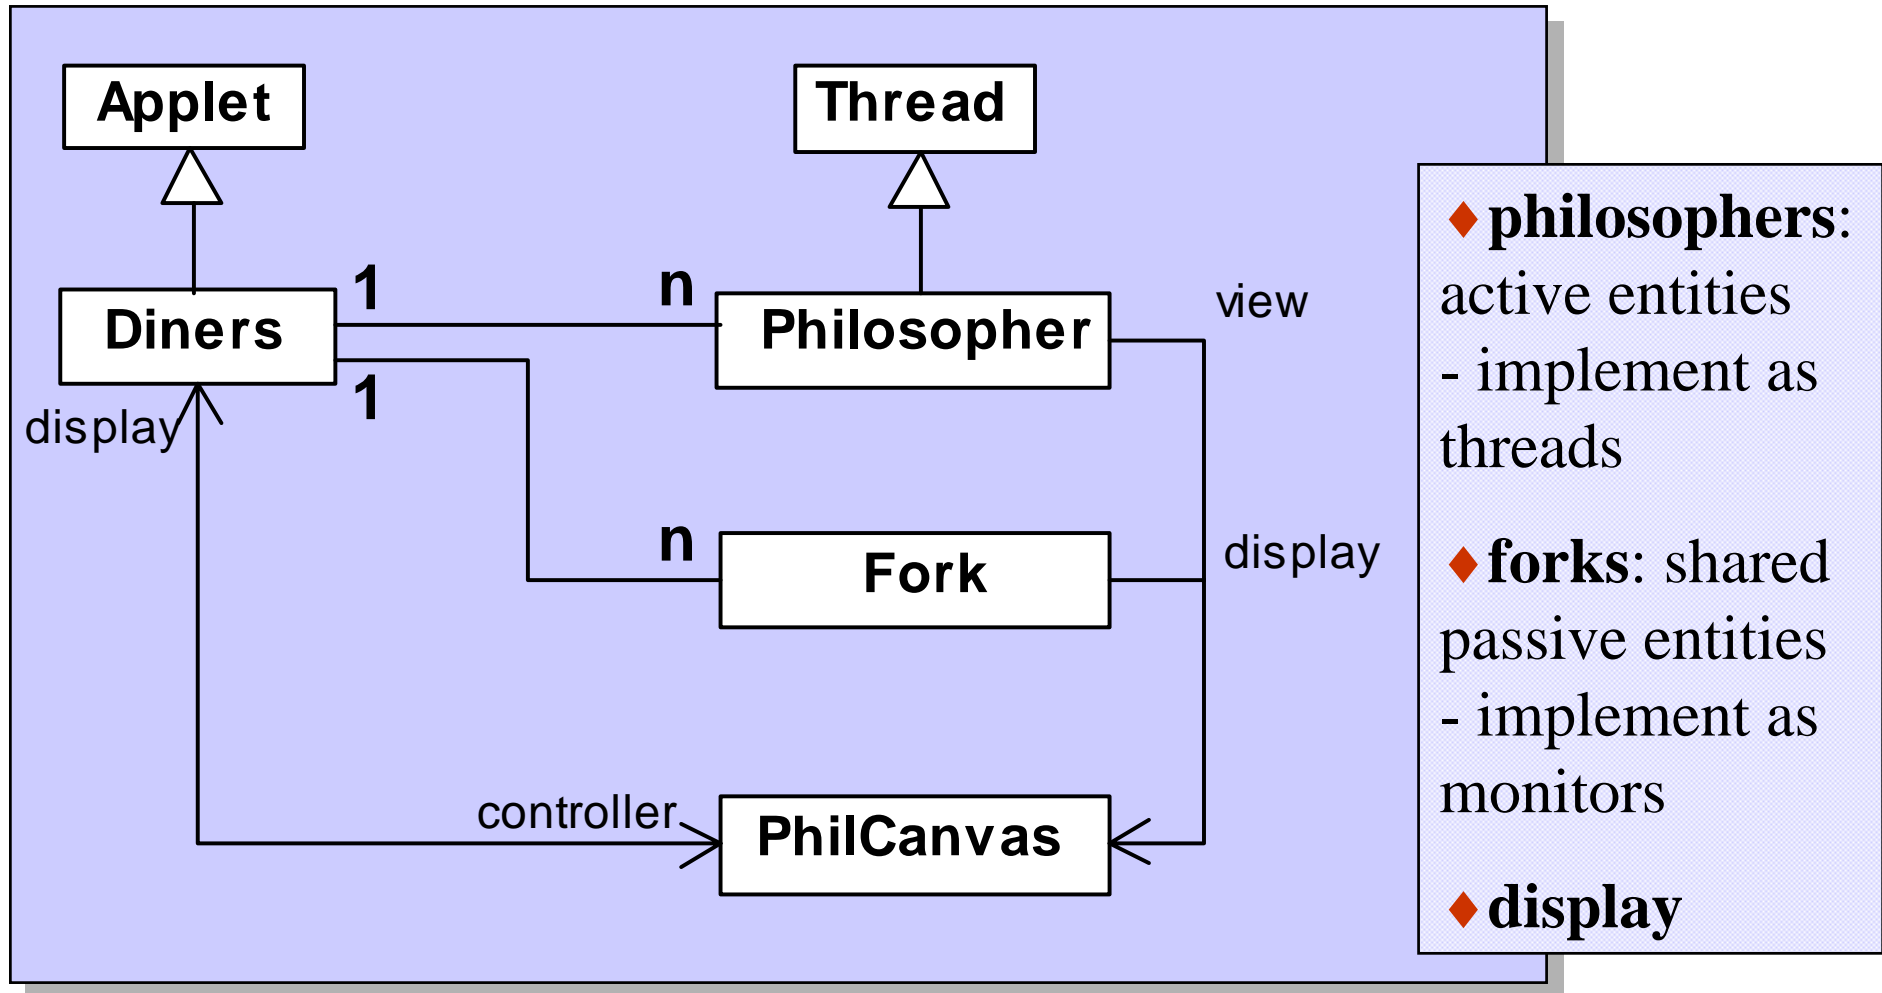 Applet
Thread
1
n
view
Diners
Philosopher
1
display
n
display
Fork
controller
PhilCanvas
♦philosophers:
active entities
- implement as
threads
♦forks: shared
passive entities
- implement as
monitors
♦display